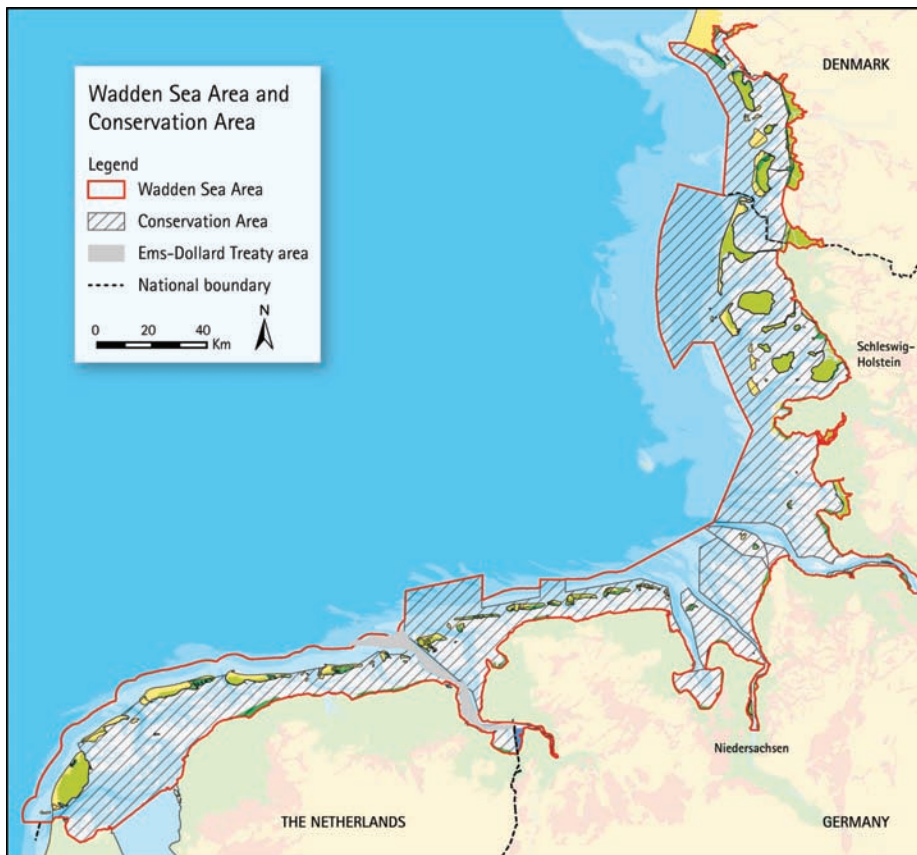 Wadden Sea Area and
Conservation Area
Legend
Wadden Sea Area
Conservation Area
Ems-Dollard Treaty area
National boundary
N
0 20 40
Km
DENMARK
Schleswig-
Holstein
Niedersachsen
THE NETHERLANDS
GERMANY